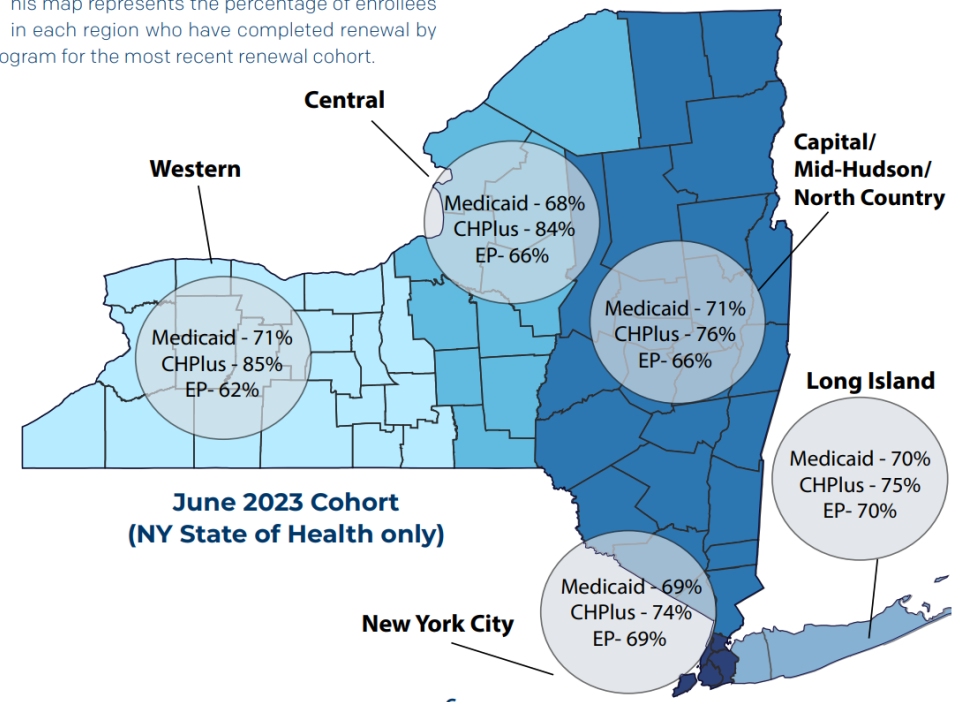 his map represents the percentage of enrollees
in each region who have completed renewal by
ogram for the most recent renewal cohort.
Central
Western
Capital/
Mid-Hudson/
North Country
Medicaid - 68%
CHPlus - 84%
EP- 66%
Medicaid - 71%
CHPlus - 76%
EP- 66%
Medicaid - 71%
CHPlus - 85%
EP- 62%
Long Island
Medicaid - 70%
CHPlus - 75%
EP- 70%
June 2023 Cohort
(NY State of Health only)
Medicaid - 69%
CHPlus - 74%
EP- 69%
New York City